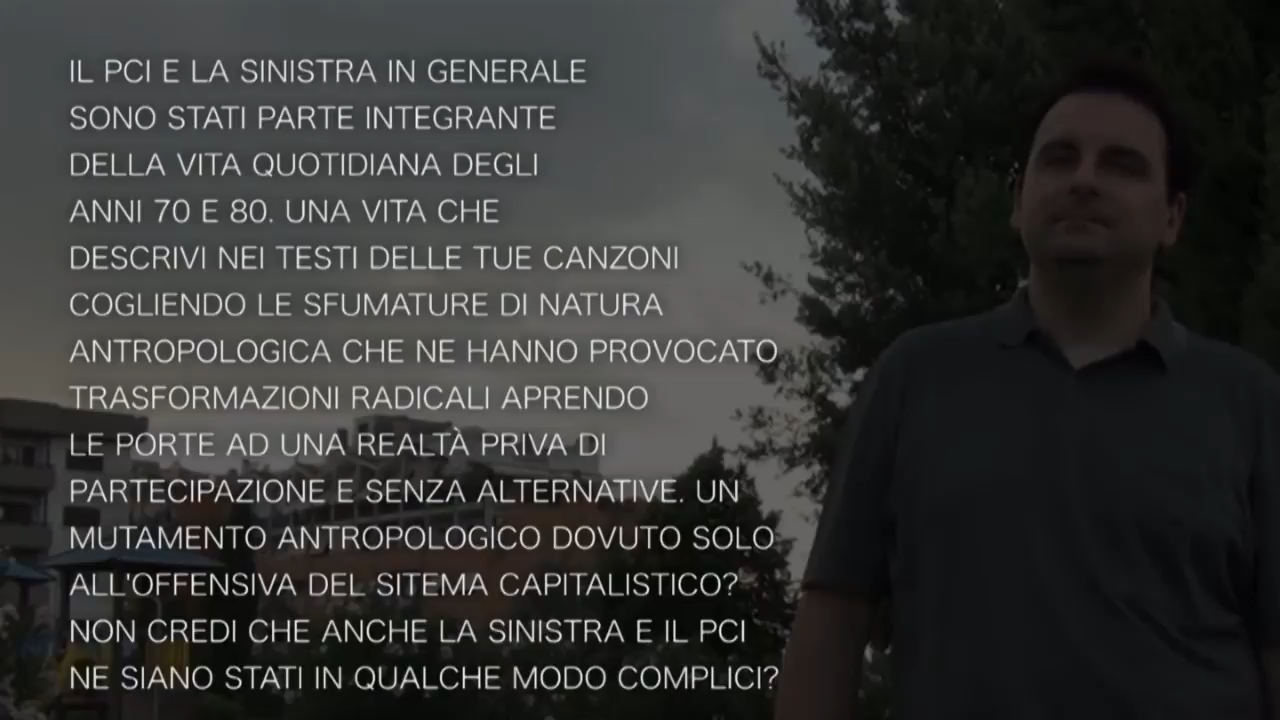 IL PCI E LA SINISTRA IN GENERALE
SONO STATI PARTE INTEGRANTE
DELLA VITA QUOTIDIANA DEGLI
ANNI 70 E 80. UNA VITA CHE
DESCRIVI NEI TESTI DELLE TUE CANZONI
COGLIENDO LE SFUMATURE DI NATURA
ANTROPOLOGICA CHE NE HANNO PROVOCATO
TRASFORMAZIONI RADICALI APRENDO
LE PORTE AD UNA REALTÀ PRIVA DI
PARTECIPAZIONE E SENZA ALTERNATIVE. UN
MUTAMENTO ANTROPOLOGICO DOVUTO SOLO
ALL'OFFENSIVA DEL SITEMA CAPITALISTICO?
NON CREDI CHE ANCHE LA SINISTRA E IL PCI
NE SIANO STATI IN QUALCHE MODO COMPLICI?